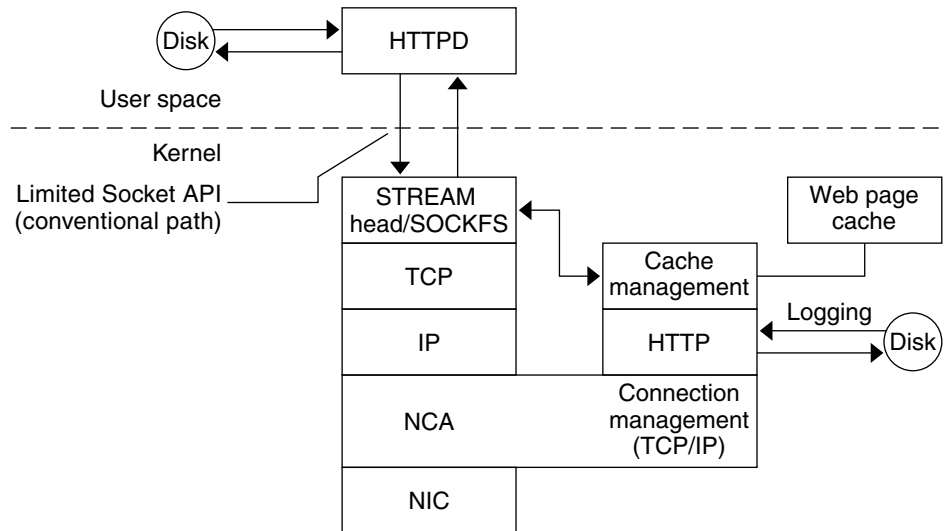 Disk
HTTPD
User space
Kernel
Limited Socket API
(conventional path)
STREAM
head/SOCKFS
Web page
cache
TCP
Cache
management
Logging
IP
HTTP
Disk
NCA
Connection
management
(TCP/IP)
NIC